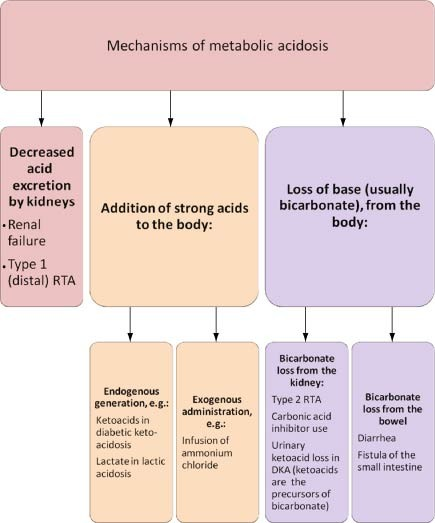 Mechanisms of metabolic acidosis
Decreased
acid
excretion
by kidneys
• Renal
failure
• Type 1
(distal) RTA
Addition of strong acids
to the body:
Loss of base (usually
bicarbonate), from the
body:
Endogenous
generation, e.g.:
Ketoacids in
diabetic keto-
acidosis
Lactate in lactic
acidosis
Exogenous
administration,
e.g.:
Infusion of
ammonium
chloride
Bicarbonate
loss from the
kidney:
Type 2 RTA
Carbonic acid
inhibitor use
Urinary
ketoacid loss in
DKA (ketoacids
are the
precursors of
bicarbonate)
Bicarbonate
loss from the
bowel
Diarrhea
Fistula of the
small intestine